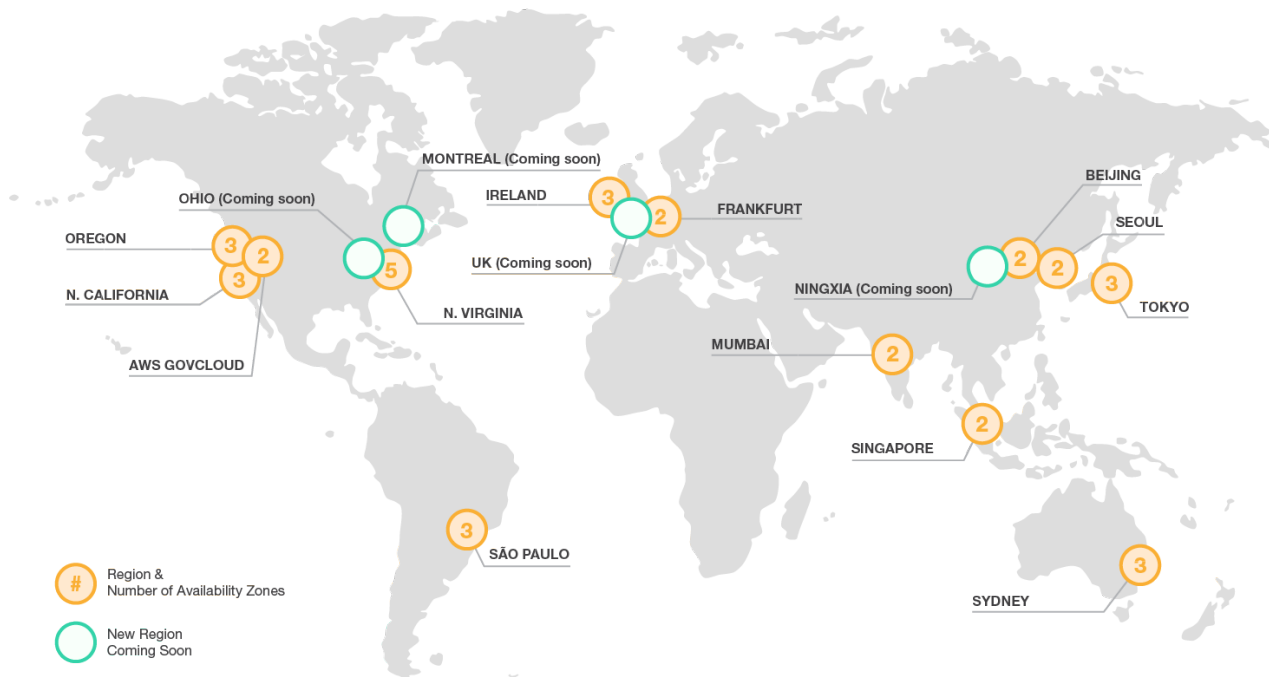 MONTREAL (Coming soon)
BEIJING
OHIO (Coming soon)
IRELAND
3
FRANKFURT
2
SEOUL
OREGON
3
2
UK (Coming soon)
2
2
N. CALIFORNIA
3
5
NINGXIA (Coming soon)
3
TOKYO
N. VIRGINIA
MUMBAI
2
AWS GOVCLOUD
2
SINGAPORE
3
SÃO PAULO
3
SYDNEY
#
Region &
Number of Availability Zones
New Region
Coming Soon